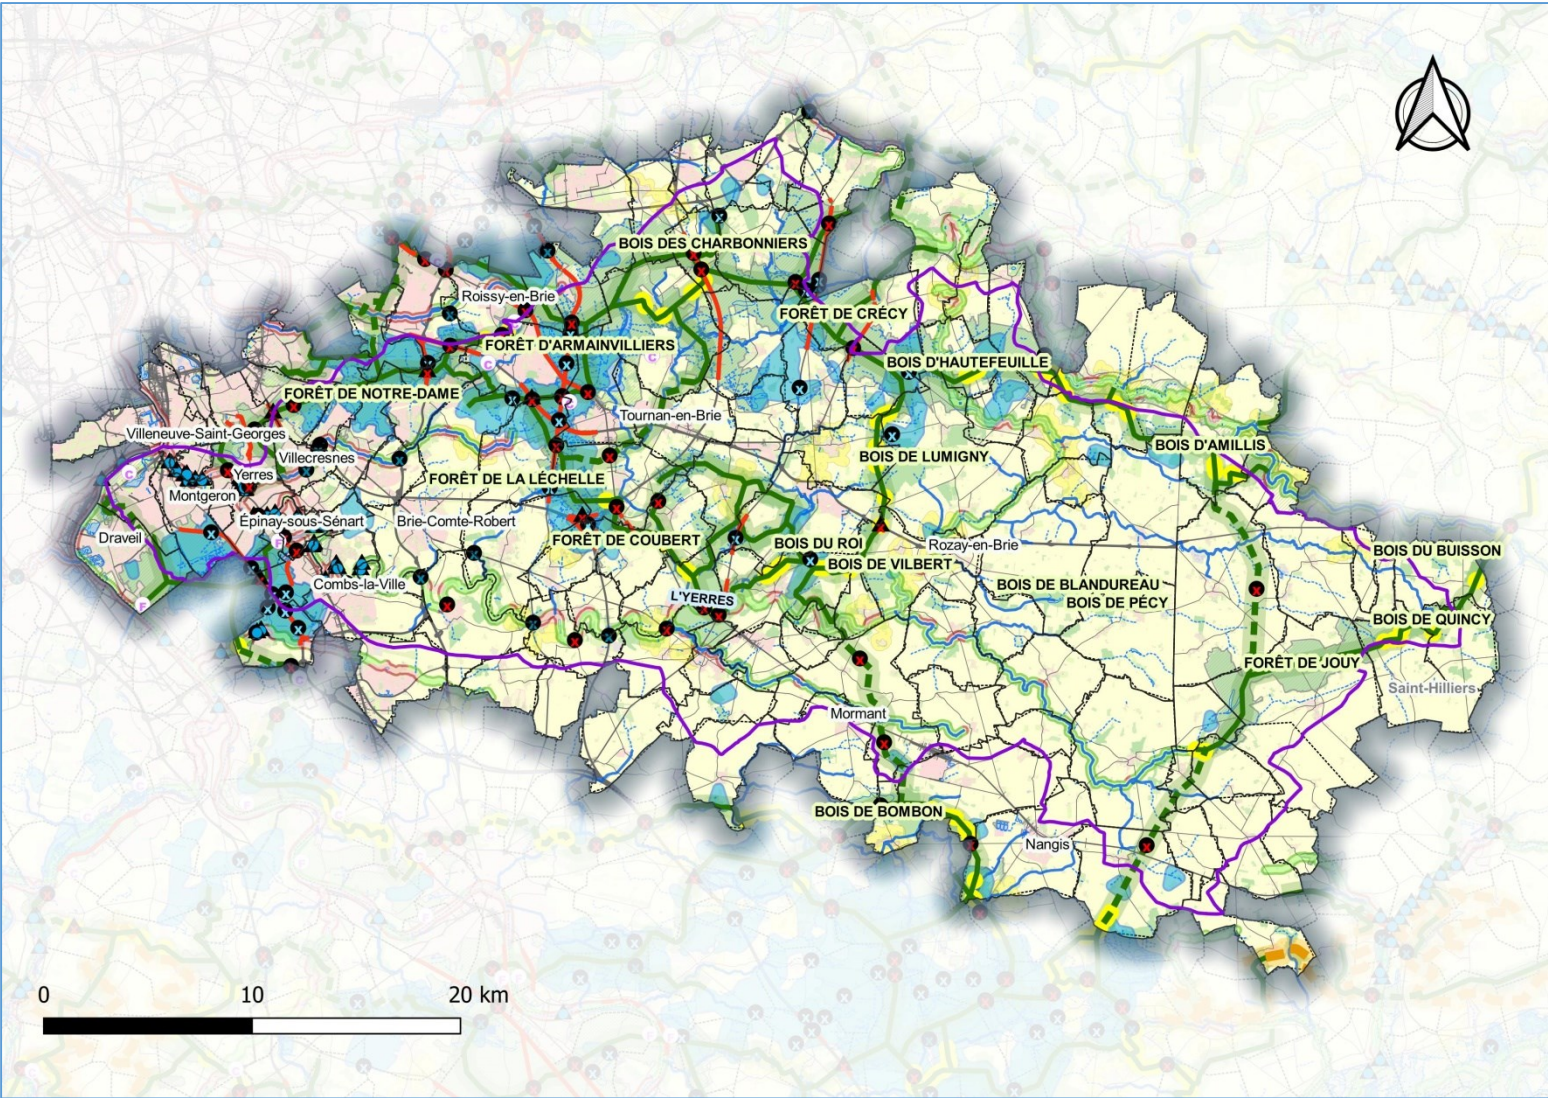 BOIS DES CHARBONNIERS
Roissy-en-Brie
FORÊT DE CRÉCY
FORÊT D'ARMAINVILLIERS
C
C
BOIS D'HAUTEFEUILLE
FORÊT DE NOTRE-DAME
Tournan-en-Brie
Villeneuve-Saint-Georges
BOIS D'AMILLIS
Villecresnes
BOIS DE LUMIGNY
C
Yerres
FORÊT DE LA LÉCHELLE
Montgeron
Épinay-sous-Sénart
Brie-Comte-Robert
Draveil
F
FORÊT DE COUBERT
BOIS DU ROI
Rozay-en-Brie
BOIS DU BUISSON
BOIS DE VILBERT
Combs-la-Ville
BOIS DE BLANDUREAU
L'YERRES
BOIS DE PÉCY
F
BOIS DE QUINCY
FORÊT DE JOUY
Saint-Hilliers
Mormant
BOIS DE BOMBON
Nangis
0 10 20 km